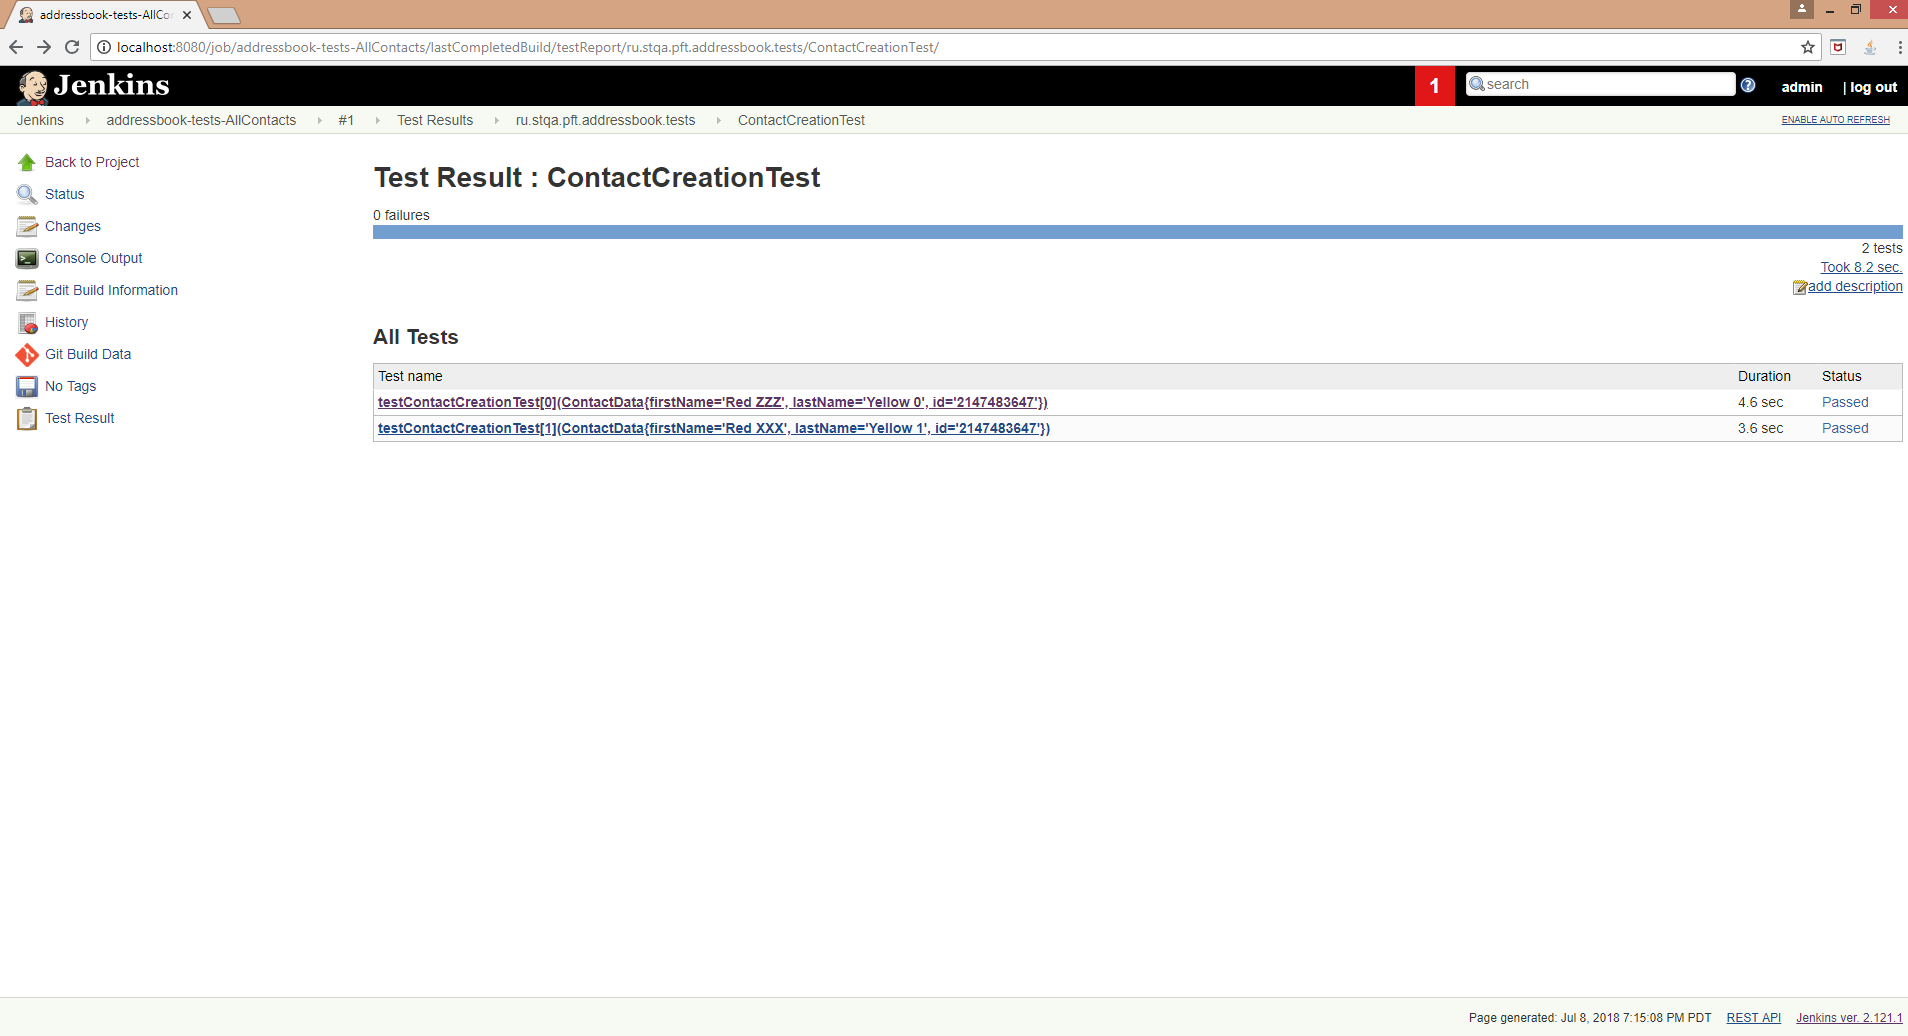 addressbook-tests-AllCo
localhost:8080/job/addressbook-tests-AllContacts/lastCompletedBuild/testReport/ru.stqa.pft.addressbook.tests/ContactCreationTest/
Jenkins
1
search
admin
| log out
Jenkins
addressbook-tests-AllContacts
#1
Test Results
ru.stqa.pft.addressbook.tests
ContactCreationTest
ENABLE AUTO REFRESH
Back to Project
Status
Changes
Console Output
Edit Build Information
History
Git Build Data
No Tags
Test Result
Test Result : ContactCreationTest
0 failures
2 tests
Took 8.2 sec.
add description
All Tests
Test name Duration Status
testContactCreationTest[0](ContactData{firstName='Red ZZZ', lastName='Yellow 0', id='2147483647'}) 4.6 sec Passed
testContactCreationTest[1](ContactData{firstName='Red XXX', lastName='Yellow 1', id='2147483647'}) 3.6 sec Passed
Page generated: Jul 8, 2018 7:15:08 PM PDT REST API Jenkins ver. 2.121.1